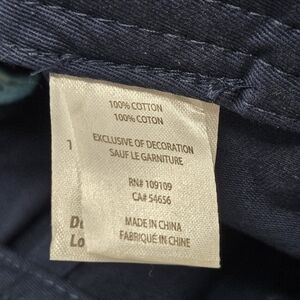 100% COTTON
100% COTON
EXCLUSIVE OF DECORATION
SAUF LE GARNITURE
RN# 109109
CA# 54656
MADE IN CHINA
FABRIQUÉ IN CHINE